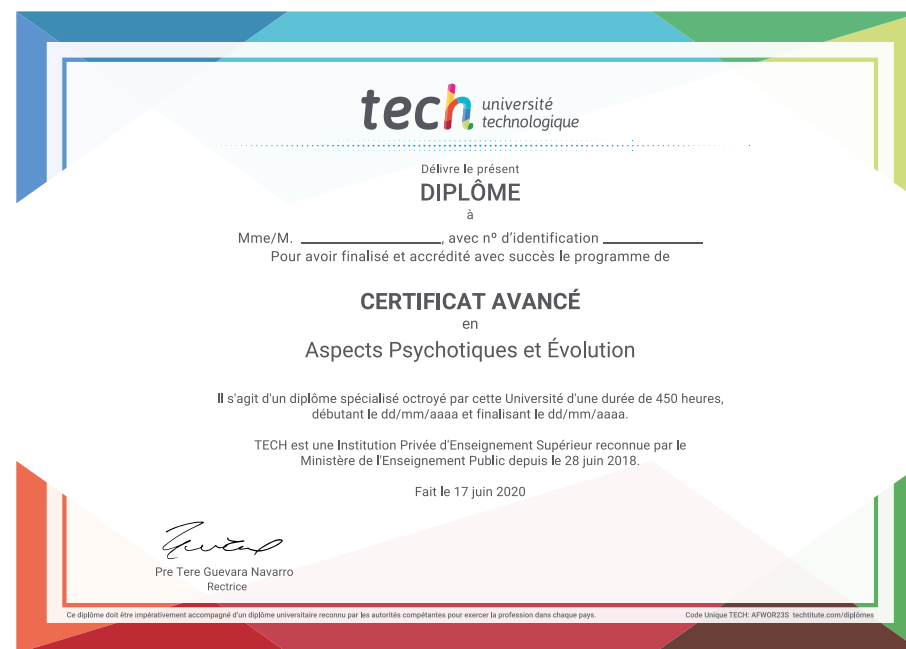 tech université
technologique
Délivre le présent
DIPLÔME
à
Mme/M. ____________________, avec nº d'identification ______________
Pour avoir finalisé et accrédité avec succès le programme de
CERTIFICAT AVANCÉ
en
Aspects Psychotiques et Évolution
Il s'agit d'un diplôme spécialisé octroyé par cette Université d'une durée de 450 heures,
débutant le dd/mm/aaaa et finalisant le dd/mm/aaaa.
TECH est une Institution Privée d'Enseignement Supérieur reconnue par le
Ministère de l'Enseignement Public depuis le 28 juin 2018.
Fait le 17 juin 2020
Pre Tere Guevara Navarro
Rectrice
Ce diplôme doit être impérativement accompagné d'un diplôme universitaire reconnu par les autorités compétentes pour exercer la profession dans chaque pays.
Code Unique TECH: AFWOR23S techtitute.com/diplômes